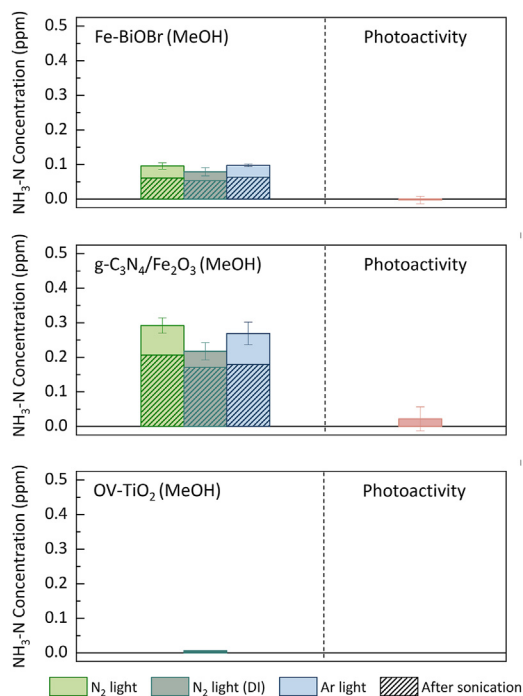 Fe-BiOBr (MeOH)
Photoactivity
NH₃-N Concentration (ppm)
0.5
0.4
0.3
0.2
0.1
0.0
g-C₃N₄/Fe₂O₃ (MeOH)
Photoactivity
NH₃-N Concentration (ppm)
0.5
0.4
0.3
0.2
0.1
0.0
OV-TiO₂ (MeOH)
Photoactivity
NH₃-N Concentration (ppm)
0.5
0.4
0.3
0.2
0.1
0.0
N₂ light N₂ light (DI) Ar light After sonication